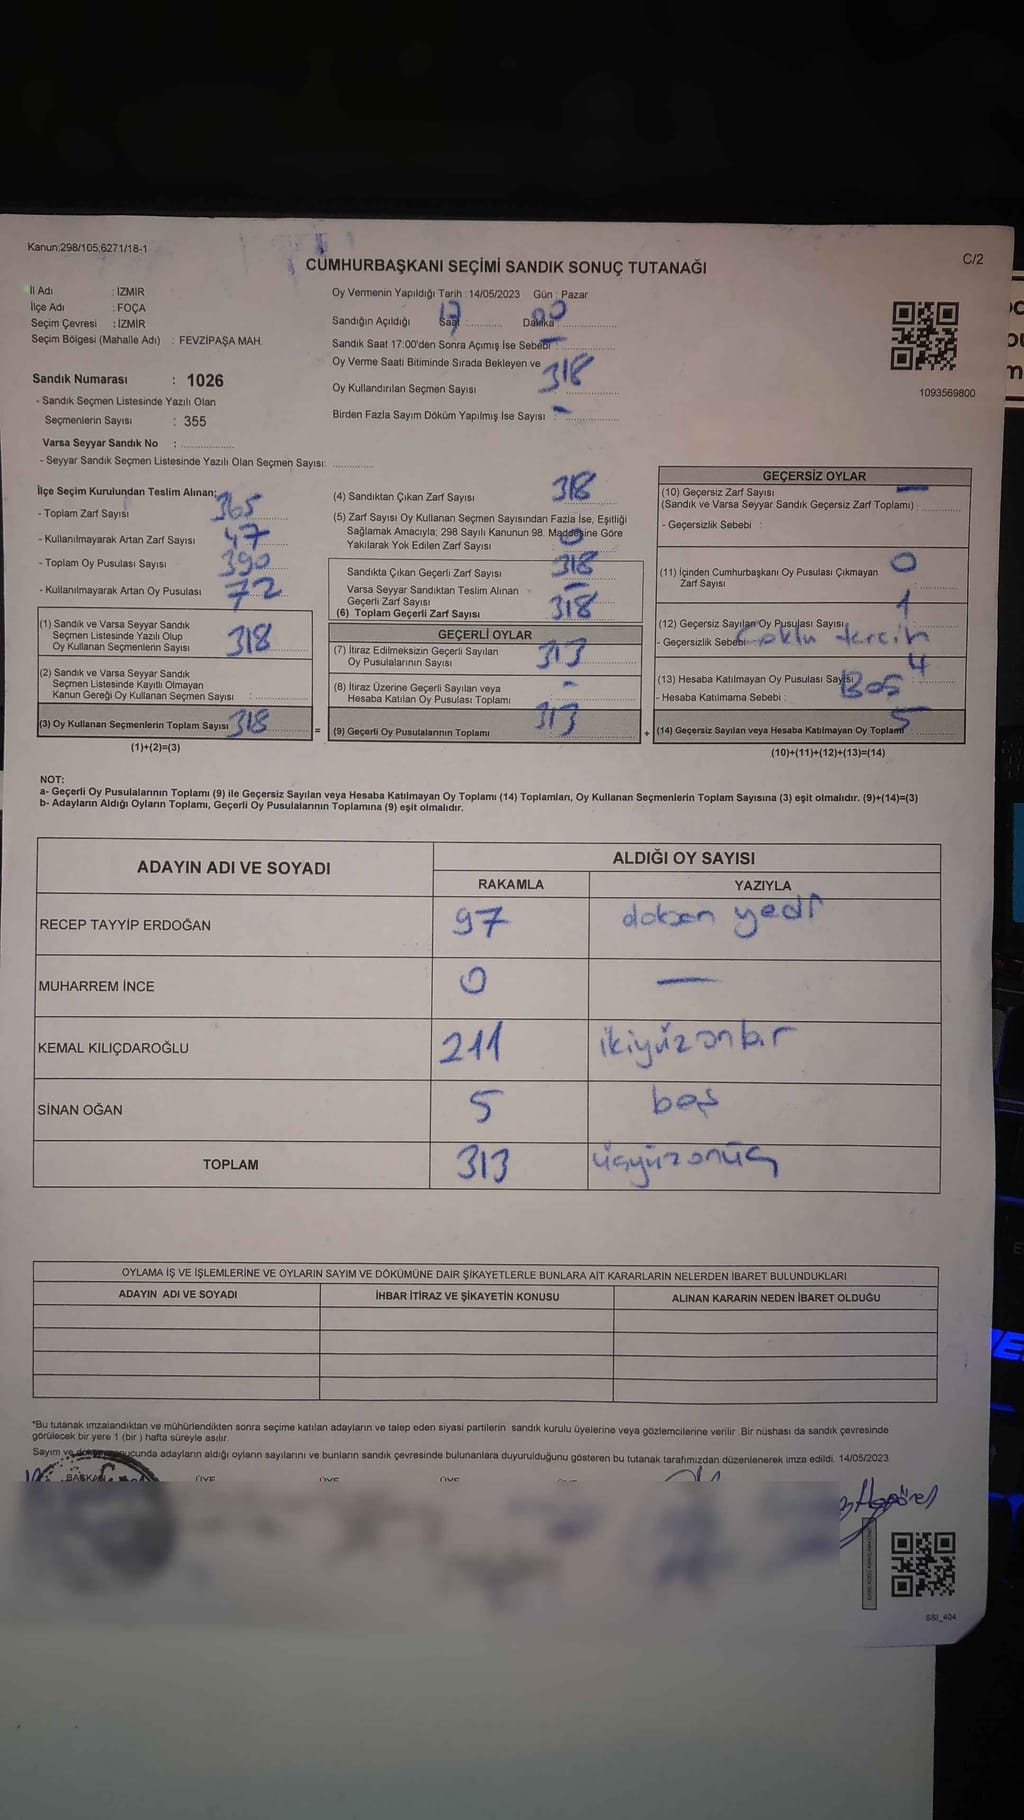 Kanun;298/105;6271/18-1
C/2
CUMHURBAŞKANI SEÇİMİ SANDIK SONUÇ TUTANAĞI
İl Adı : İZMİR
İlçe Adı : FOÇA
Seçim Çevresi : İZMİR
Seçim Bölgesi (Mahalle Adı) : FEVZİPAŞA MAH.
Oy Vermenin Yapıldığı Tarih : 14/05/2023 Gün : Pazar
Sandığın Açıldığı Saat : 17 Dakika : 00
Sandık Saat 17:00'den Sonra Açımış İse Sebebi : –
Oy Verme Saati Bitiminde Sırada Bekleyen ve
Oy Kullandırılan Seçmen Sayısı 318
Birden Fazla Sayım Döküm Yapılmış İse Sayısı : –
1093569800
Sandık Numarası : 1026
- Sandık Seçmen Listesinde Yazılı Olan
Seçmenlerin Sayısı : 355
Varsa Seyyar Sandık No :
- Seyyar Sandık Seçmen Listesinde Yazılı Olan Seçmen Sayısı:
İlçe Seçim Kurulundan Teslim Alınan;
- Toplam Zarf Sayısı 365
- Kullanılmayarak Artan Zarf Sayısı : 47
- Toplam Oy Pusulası Sayısı 390
- Kullanılmayarak Artan Oy Pusulası : 72
(1) Sandık ve Varsa Seyyar Sandık
Seçmen Listesinde Yazılı Olup
Oy Kullanan Seçmenlerin Sayısı 318
(2) Sandık ve Varsa Seyyar Sandık
Seçmen Listesinde Kayıtlı Olmayan
Kanun Gereği Oy Kullanan Seçmen Sayısı :
(3) Oy Kullanan Seçmenlerin Toplam Sayısı 318
(1)+(2)=(3)
=
(4) Sandıktan Çıkan Zarf Sayısı 318
(5) Zarf Sayısı Oy Kullanan Seçmen Sayısından Fazla İse, Eşitliği
Sağlamak Amacıyla; 298 Sayılı Kanunun 98. Maddesine Göre
Yakılarak Yok Edilen Zarf Sayısı 0
Sandıkta Çıkan Geçerli Zarf Sayısı 318
Varsa Seyyar Sandıktan Teslim Alınan
Geçerli Zarf Sayısı –
(6) Toplam Geçerli Zarf Sayısı 318
GEÇERLİ OYLAR
(7) İtiraz Edilmeksizin Geçerli Sayılan
Oy Pusulalarının Sayısı 313
(8) İtiraz Üzerine Geçerli Sayılan veya
Hesaba Katılan Oy Pusulası Toplamı –
(9) Geçerli Oy Pusulalarının Toplamı 313
+
GEÇERSİZ OYLAR
(10) Geçersiz Zarf Sayısı –
(Sandık ve Varsa Seyyar Sandık Geçersiz Zarf Toplamı) :
- Geçersizlik Sebebi :
(11) İçinden Cumhurbaşkanı Oy Pusulası Çıkmayan
Zarf Sayısı 0
(12) Geçersiz Sayılan Oy Pusulası Sayısı 1
- Geçersizlik Sebebi : Çoklu tercih
(13) Hesaba Katılmayan Oy Pusulası Sayısı 4
- Hesaba Katılmama Sebebi : Boş
(14) Geçersiz Sayılan veya Hesaba Katılmayan Oy Toplamı 5
(10)+(11)+(12)+(13)=(14)
NOT:
a- Geçerli Oy Pusulalarının Toplamı (9) ile Geçersiz Sayılan veya Hesaba Katılmayan Oy Toplamı (14) Toplamları, Oy Kullanan Seçmenlerin Toplam Sayısına (3) eşit olmalıdır. (9)+(14)=(3)
b- Adayların Aldığı Oyların Toplamı, Geçerli Oy Pusulalarının Toplamına (9) eşit olmalıdır.
ADAYIN ADI VE SOYADI ALDIĞI OY SAYISI
RAKAMLA YAZIYLA
RECEP TAYYİP ERDOĞAN 97 doksan yedi
MUHARREM İNCE 0 —
KEMAL KILIÇDAROĞLU 211 ikiyüzonbir
SİNAN OĞAN 5 beş
TOPLAM 313 üçyüzonüç
OYLAMA İŞ VE İŞLEMLERİNE VE OYLARIN SAYIM VE DÖKÜMÜNE DAİR ŞİKAYETLERLE BUNLARA AİT KARARLARIN NELERDEN İBARET BULUNDUKLARI
ADAYIN ADI VE SOYADI İHBAR İTİRAZ VE ŞİKAYETİN KONUSU ALINAN KARARIN NEDEN İBARET OLDUĞU
*Bu tutanak imzalandıktan ve mühürlendikten sonra seçime katılan adayların ve talep eden siyasi partilerin sandık kurulu üyelerine veya gözlemcilerine verilir. Bir nüshası da sandık çevresinde
görülecek bir yere 1 (bir ) hafta süreyle asılır.
Sayım ve sonucunda adayların aldığı oyların sayılarını ve bunların sandık çevresinde bulunanlara duyurulduğunu gösteren bu tutanak tarafımızdan düzenlenerek imza edildi. 14/05/2023
BAŞKAN ÜYE ÜYE ÜYE
SSI_404